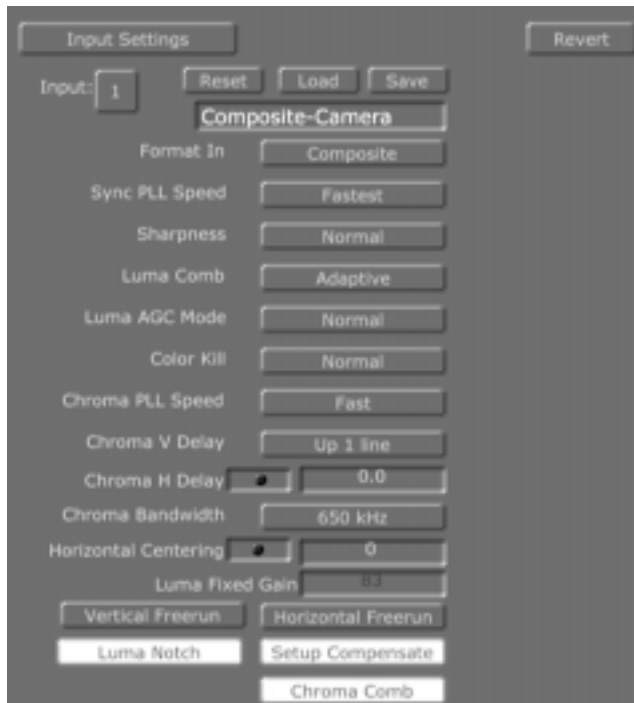 Input Settings Revert
Input: 1 Reset Load Save
Composite-Camera
Format In Composite
Sync PLL Speed Fastest
Sharpness Normal
Luma Comb Adaptive
Luma AGC Mode Normal
Color Kill Normal
Chroma PLL Speed Fast
Chroma V Delay Up 1 line
Chroma H Delay 0.0
Chroma Bandwidth 650 kHz
Horizontal Centering 0
Luma Fixed Gain 83
Vertical Freerun Horizontal Freerun
Luma Notch Setup Compensate
Chroma Comb